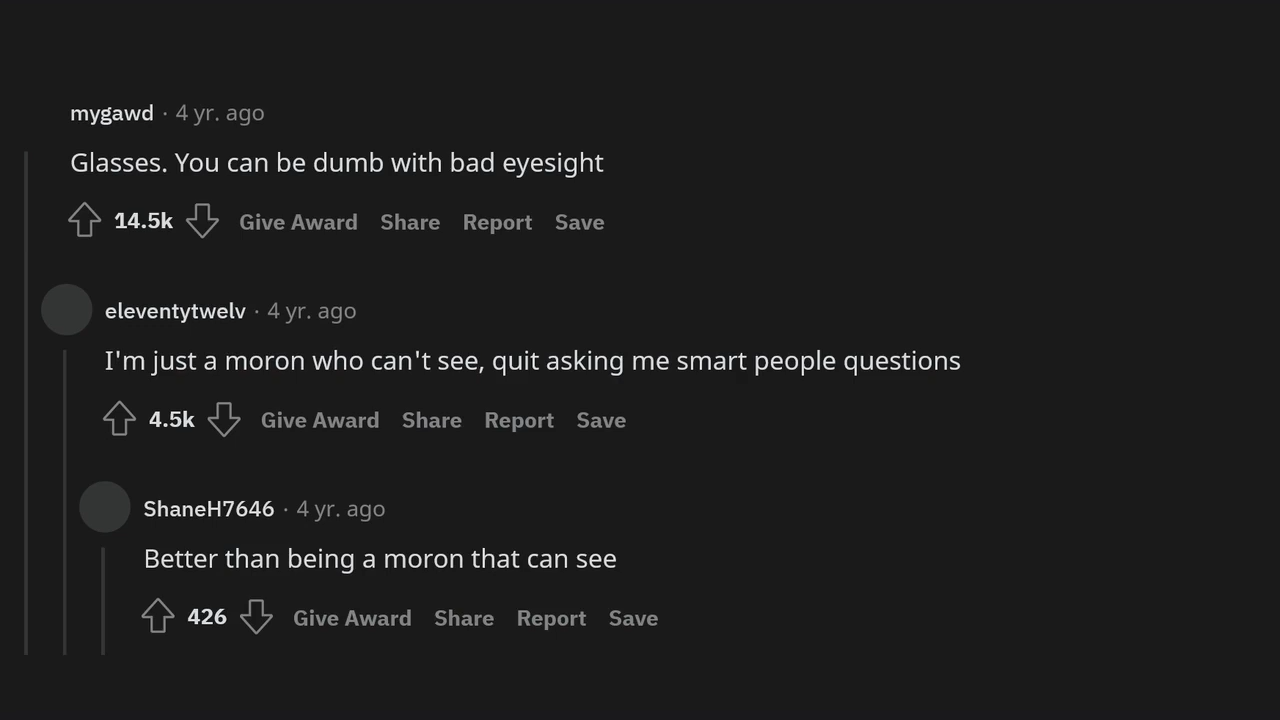 mygawd · 4 yr. ago
Glasses. You can be dumb with bad eyesight
14.5k Give Award Share Report Save
eleventytwelv · 4 yr. ago
I'm just a moron who can't see, quit asking me smart people questions
4.5k Give Award Share Report Save
ShaneH7646 · 4 yr. ago
Better than being a moron that can see
426 Give Award Share Report Save